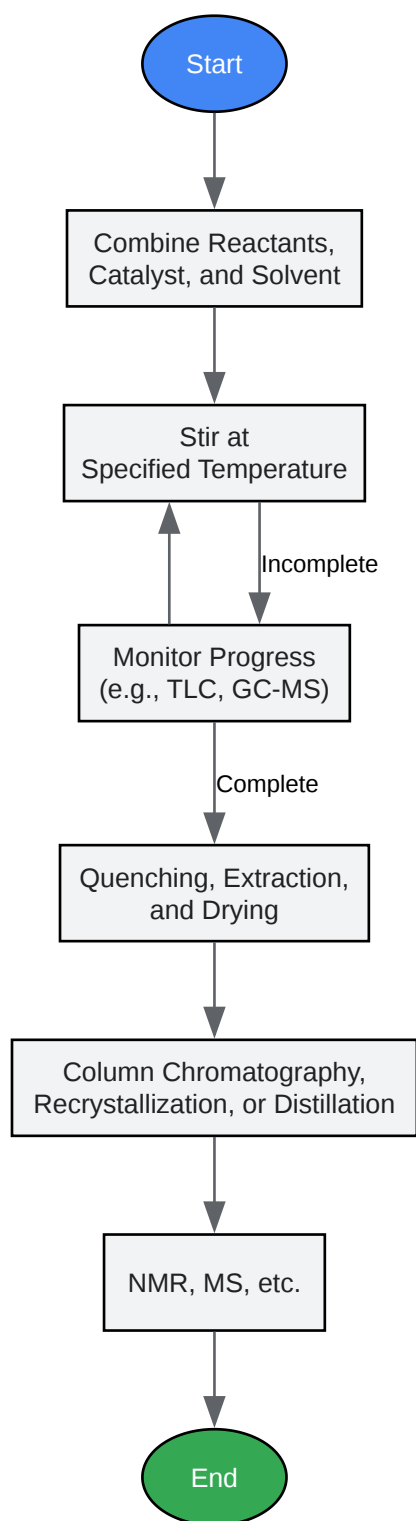 Start
Combine Reactants,
Catalyst, and Solvent
Stir at
Specified Temperature
Incomplete
Monitor Progress
(e.g., TLC, GC-MS)
Complete
Quenching, Extraction,
and Drying
Column Chromatography,
Recrystallization, or Distillation
NMR, MS, etc.
End